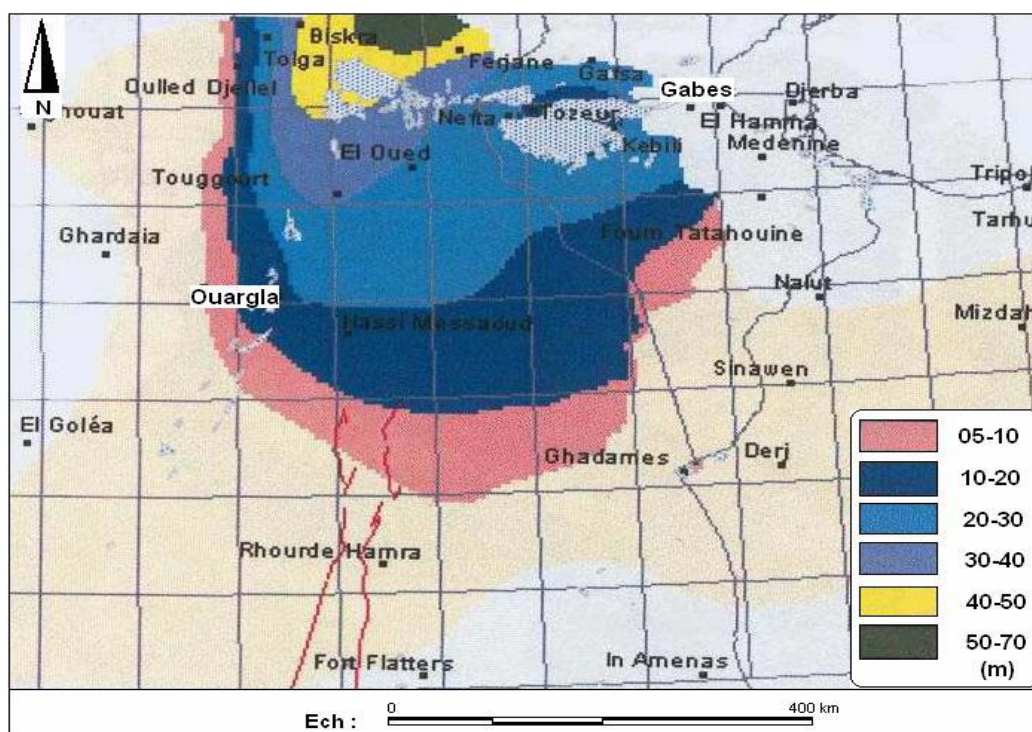 N
Biskra
Tolga
Ferjane
Gafsa
Oulled Djellel
Gabes
Djerba
houat
Nefta
Tozeur
El Hamma
Kebili
Medenine
El Oued
Touggourt
Tripol
Tarhu
Ghardaia
Foum Tatahouine
Ouargla
Nalut
Hassi Messaoud
Mizdah
Sinawen
El Goléa
Ghadames
Derj
Rhourde Hamra
Fort Flatters
In Amenas
05-10
10-20
20-30
30-40
40-50
50-70
(m)
Ech :
0
400 km